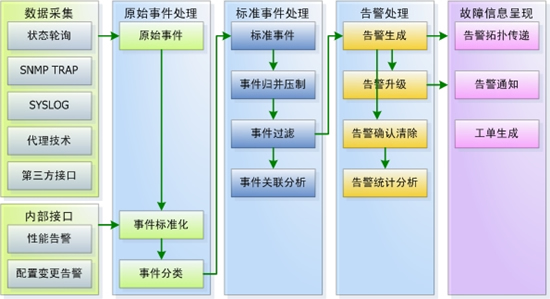 数据采集
状态轮询
SNMP TRAP
SYSLOG
代理技术
第三方接口
内部接口
性能告警
配置变更告警
原始事件处理
原始事件
事件标准化
事件分类
标准事件处理
标准事件
事件归并压制
事件过滤
事件关联分析
告警处理
告警生成
告警升级
告警确认清除
告警统计分析
故障信息呈现
告警拓扑传递
告警通知
工单生成